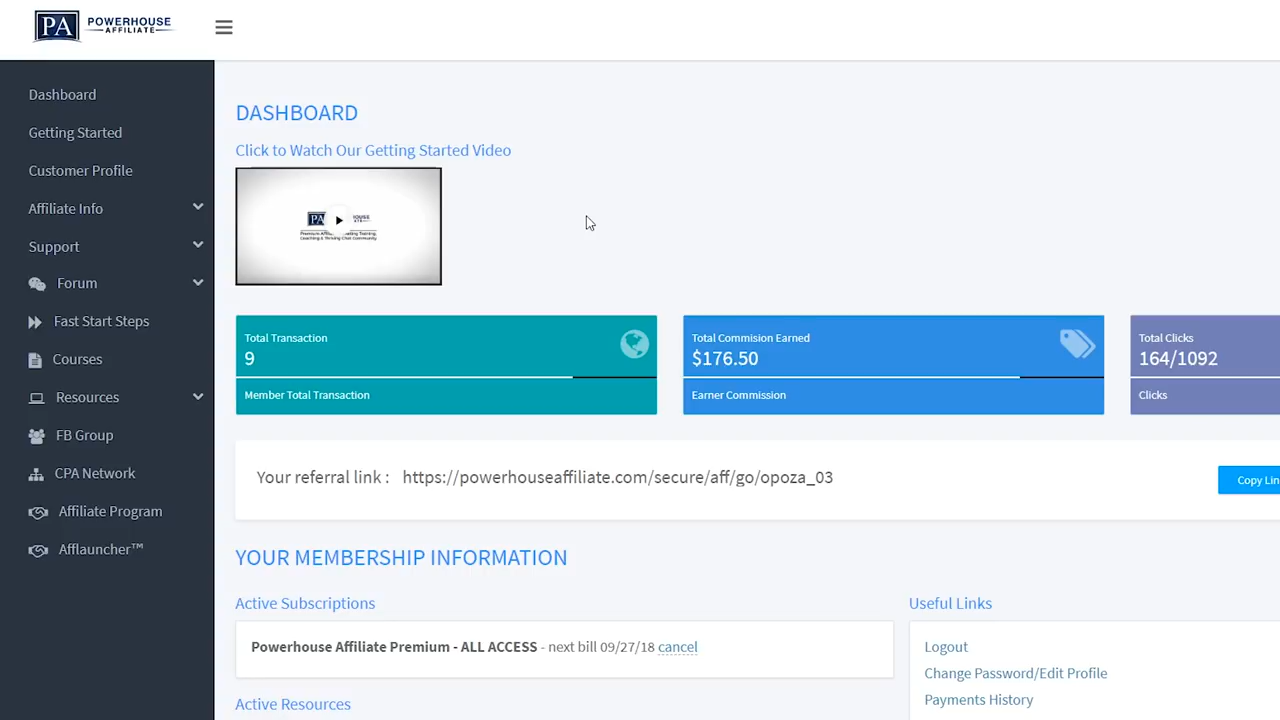 PA POWERHOUSE
AFFILIATE
Dashboard
Getting Started
Customer Profile
Affiliate Info
Support
Forum
Fast Start Steps
Courses
Resources
FB Group
CPA Network
Affiliate Program
Afflauncher™
DASHBOARD
Click to Watch Our Getting Started Video
Total Transaction
9
Member Total Transaction
Total Commision Earned
$176.50
Earner Commission
Total Clicks
164/1092
Clicks
Your referral link : https://powerhouseaffiliate.com/secure/aff/go/opoza_03
Copy Lin
YOUR MEMBERSHIP INFORMATION
Active Subscriptions
Powerhouse Affiliate Premium - ALL ACCESS - next bill 09/27/18 cancel
Active Resources
Useful Links
Logout
Change Password/Edit Profile
Payments History